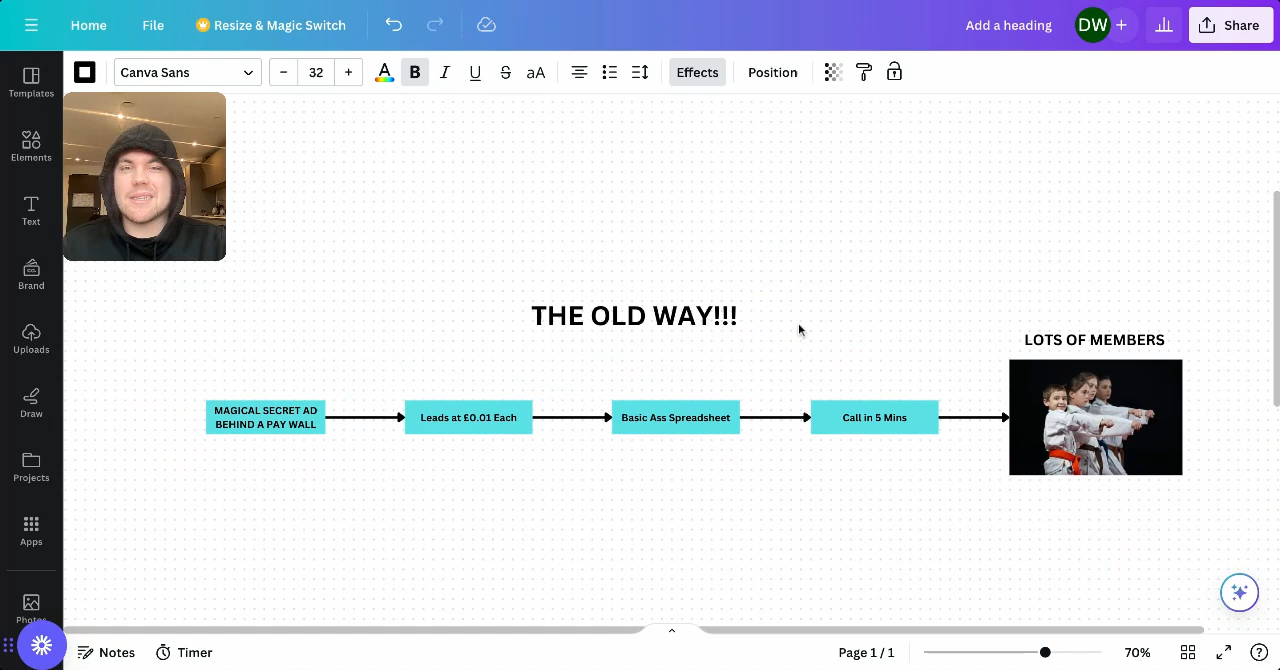 Home
File
Resize & Magic Switch
Add a heading
DW
+
Share
Canva Sans
− 32 +
A
B
I
U
S
aA
Effects
Position
Templates
Elements
Text
Brand
Uploads
Draw
Projects
Apps
Photos
THE OLD WAY!!!
LOTS OF MEMBERS
MAGICAL SECRET AD
BEHIND A PAY WALL
Leads at £0.01 Each
Basic Ass Spreadsheet
Call in 5 Mins
Notes
Timer
Page 1 / 1
70%
?